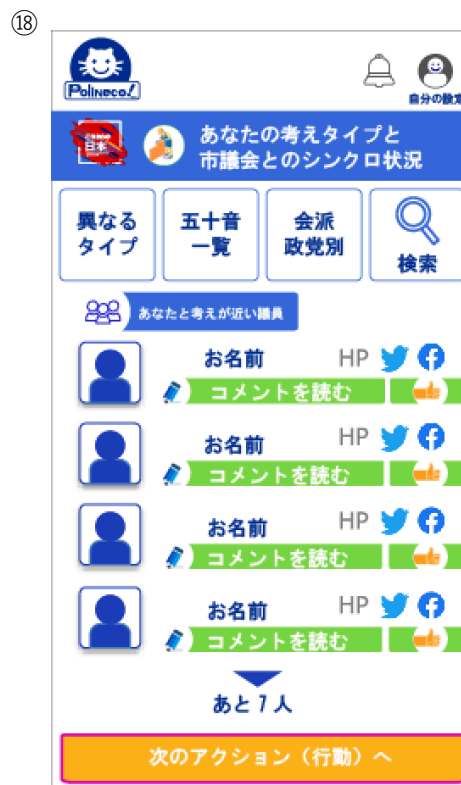 ⑱
Polineco!
自分の設定
日本
あなたの考えタイプと
市議会とのシンクロ状況
異なる
タイプ
五十音
一覧
会派
政党別
検索
あなたと考えが近い議員
お名前 HP
コメントを読む
お名前 HP
コメントを読む
お名前 HP
コメントを読む
お名前 HP
コメントを読む
あと7人
次のアクション（行動）へ